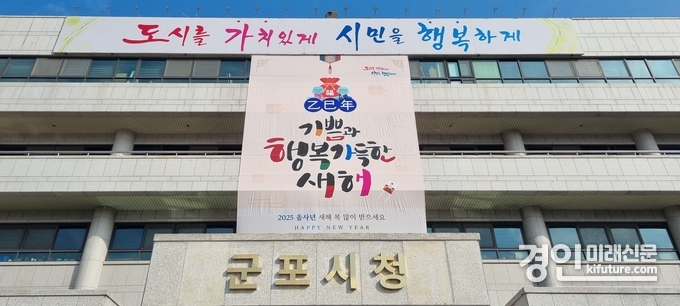 도시를 가치있게 시민을 행복하게
福
乙巳年
기쁨과
행복가득한
새해
2025 을사년 새해 복 많이 받으세요
HAPPY NEW YEAR
군포시청
경인미래신문
kifuture.com